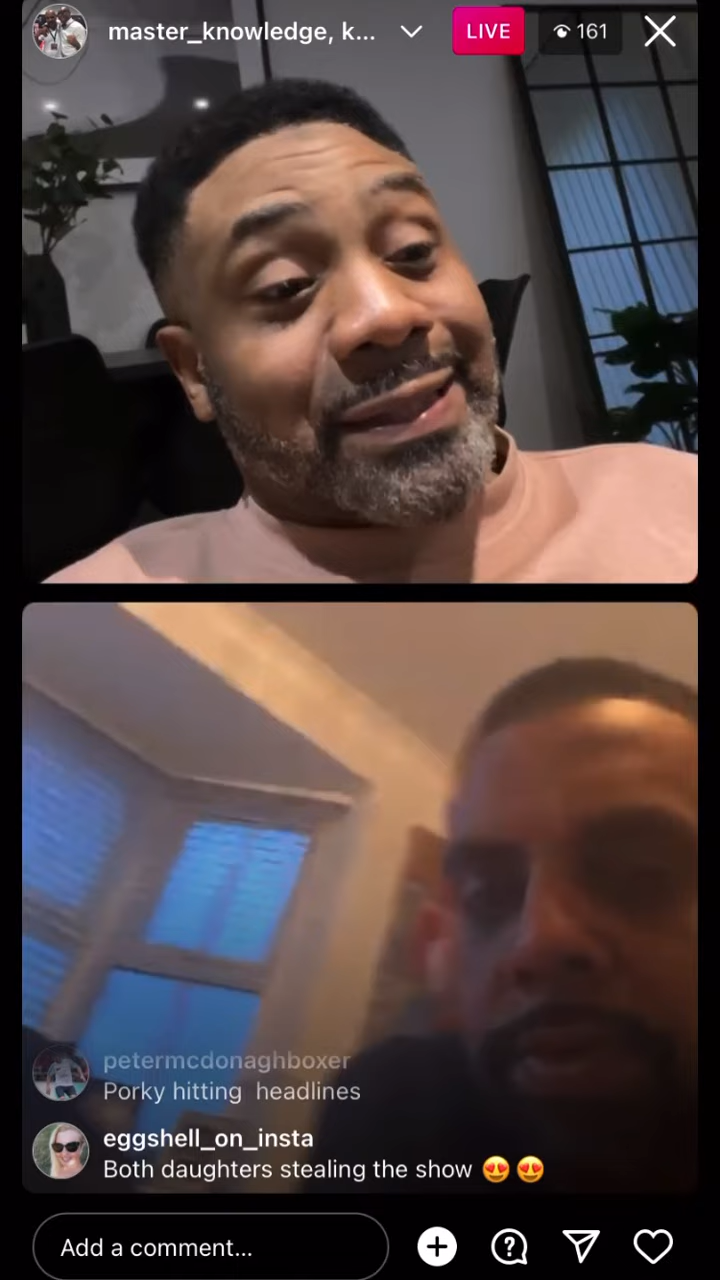 master_knowledge, k...
LIVE
161
petermcdonaghboxer
Porky hitting headlines
eggshell_on_insta
Both daughters stealing the show 😍😍
Add a comment...